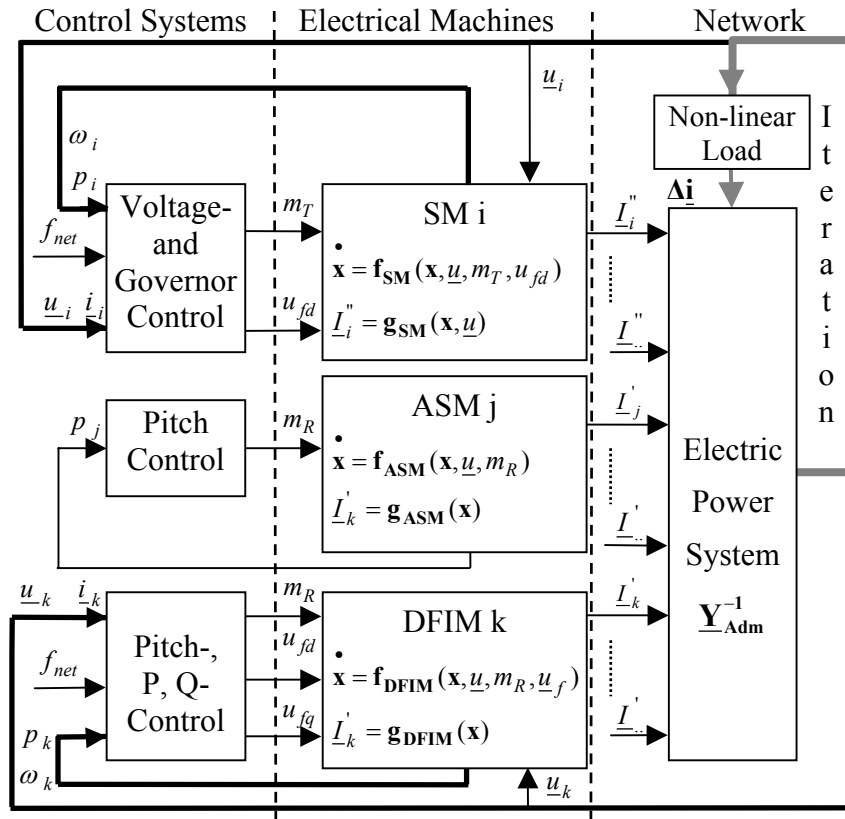 Control Systems
Electrical Machines
Network
u_i
Non-linear
Load
Iteration
Δi
ω_i
p_i
f_net
u_i i_i
Voltage-
and
Governor
Control
m_T
u_fd
SM i
ẋ = f_SM(x, u, m_T, u_fd)
I''_i = g_SM(x, u)
I''_i
I''_..
p_j
Pitch
Control
m_R
ASM j
ẋ = f_ASM(x, u, m_R)
I'_k = g_ASM(x)
I'_j
I'_..
Electric
Power
System
Y_Adm^-1
u_k i_k
f_net
p_k
ω_k
Pitch-,
P, Q-
Control
m_R
u_fd
u_fq
DFIM k
ẋ = f_DFIM(x, u, m_R, u_f)
I'_k = g_DFIM(x)
I'_k
I'_..
u_k